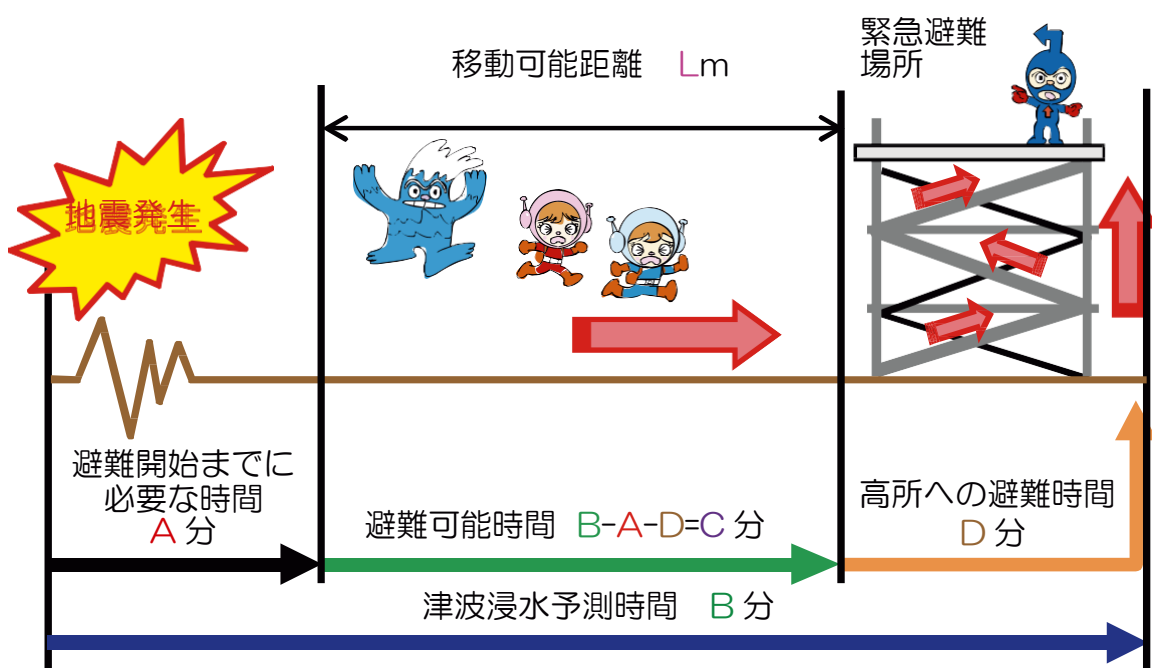 移動可能距離 Lm
緊急避難
場所
地震発生
避難開始までに
必要な時間
A 分
避難可能時間 B-A-D=C 分
高所への避難時間
D 分
津波浸水予測時間 B 分